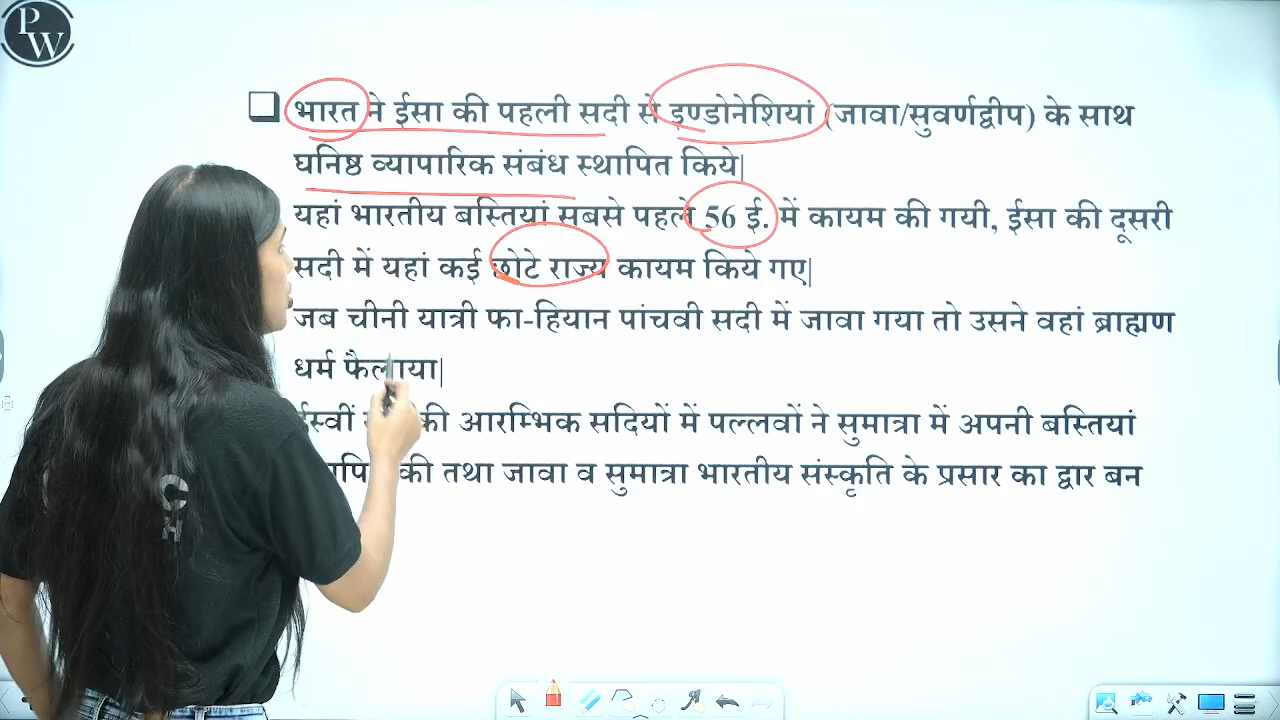 PW
भारत ने ईसा की पहली सदी से इण्डोनेशियां (जावा/सुवर्णद्वीप) के साथ
घनिष्ठ व्यापारिक संबंध स्थापित किये|
यहां भारतीय बस्तियां सबसे पहले 56 ई. में कायम की गयी, ईसा की दूसरी
सदी में यहां कई छोटे राज्य कायम किये गए|
जब चीनी यात्री फा-हियान पांचवी सदी में जावा गया तो उसने वहां ब्राह्मण
धर्म फैलाया|
की आरम्भिक सदियों में पल्लवों ने सुमात्रा में अपनी बस्तियां
की तथा जावा व सुमात्रा भारतीय संस्कृति के प्रसार का द्वार बन